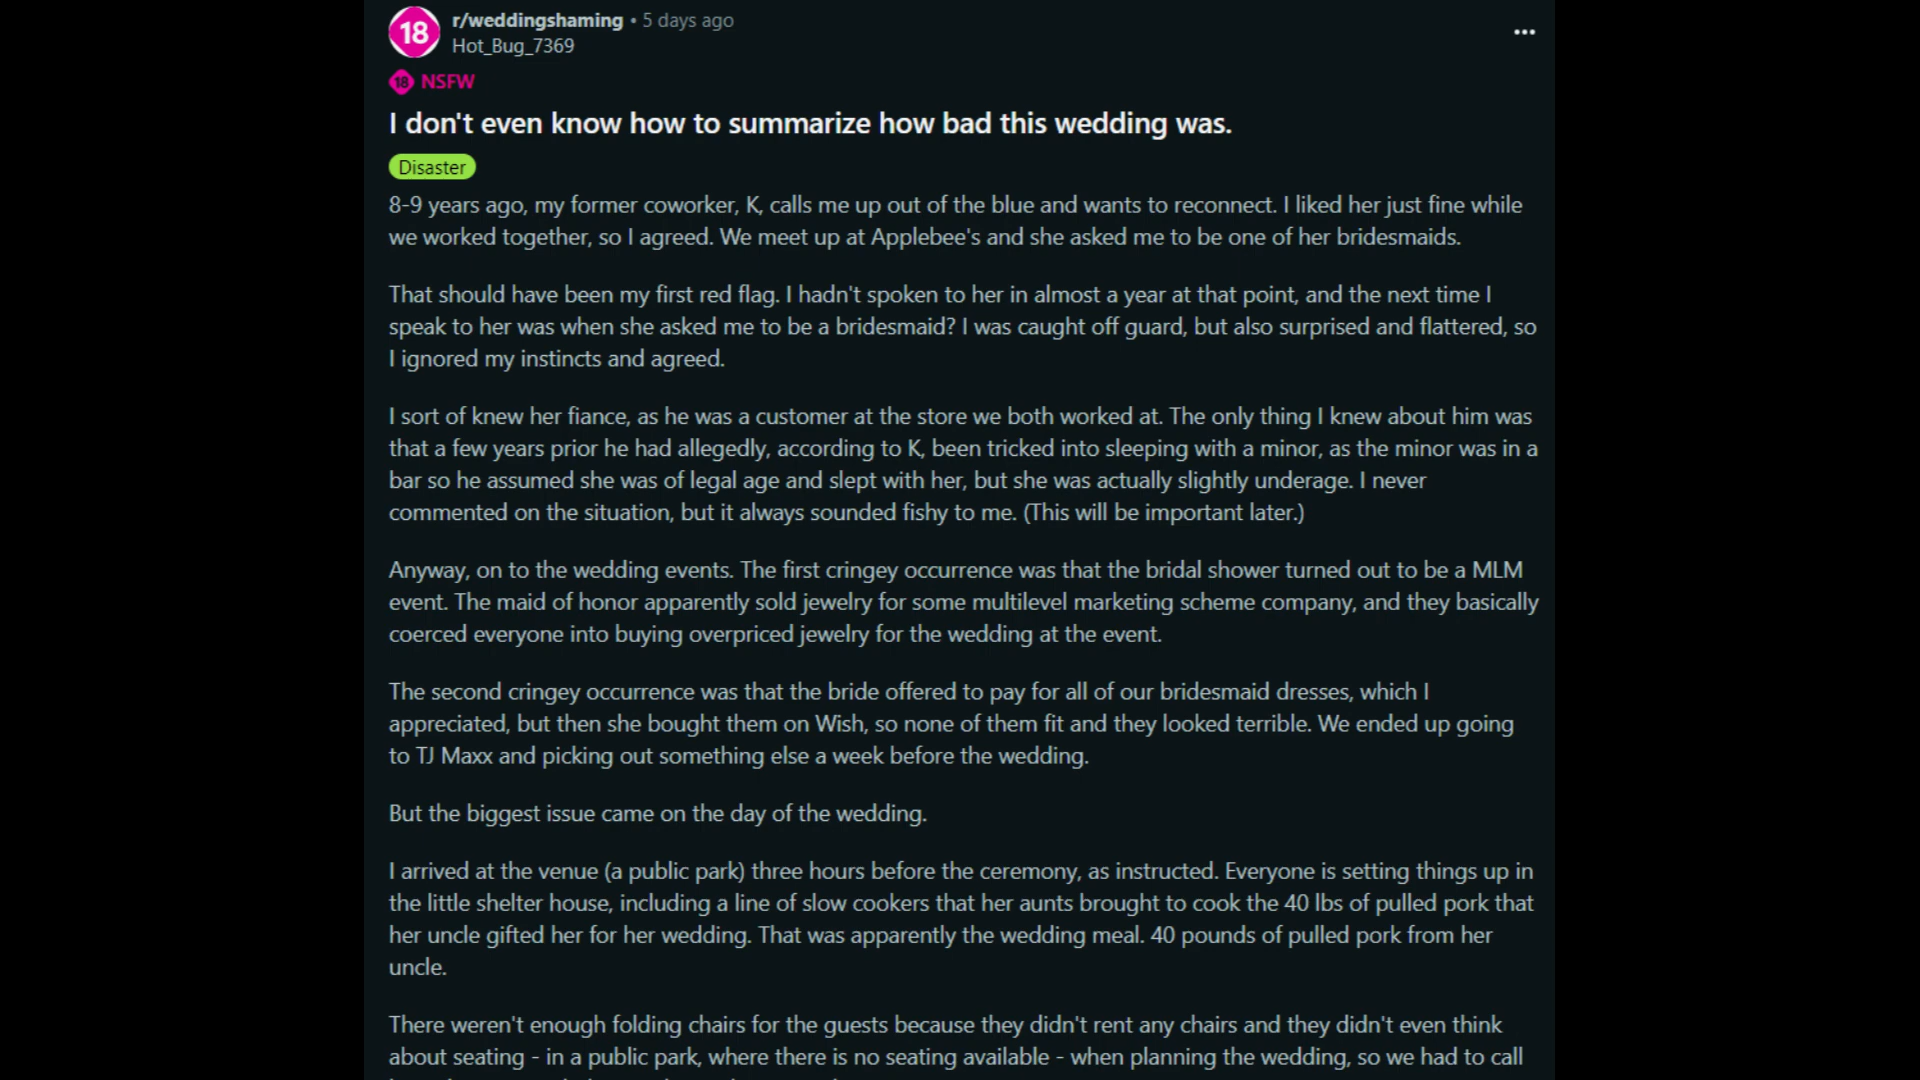 18 r/weddingshaming • 5 days ago
Hot_Bug_7369
18 NSFW
I don't even know how to summarize how bad this wedding was.
Disaster
8-9 years ago, my former coworker, K, calls me up out of the blue and wants to reconnect. I liked her just fine while
we worked together, so I agreed. We meet up at Applebee's and she asked me to be one of her bridesmaids.
That should have been my first red flag. I hadn't spoken to her in almost a year at that point, and the next time I
speak to her was when she asked me to be a bridesmaid? I was caught off guard, but also surprised and flattered, so
I ignored my instincts and agreed.
I sort of knew her fiance, as he was a customer at the store we both worked at. The only thing I knew about him was
that a few years prior he had allegedly, according to K, been tricked into sleeping with a minor, as the minor was in a
bar so he assumed she was of legal age and slept with her, but she was actually slightly underage. I never
commented on the situation, but it always sounded fishy to me. (This will be important later.)
Anyway, on to the wedding events. The first cringey occurrence was that the bridal shower turned out to be a MLM
event. The maid of honor apparently sold jewelry for some multilevel marketing scheme company, and they basically
coerced everyone into buying overpriced jewelry for the wedding at the event.
The second cringey occurrence was that the bride offered to pay for all of our bridesmaid dresses, which I
appreciated, but then she bought them on Wish, so none of them fit and they looked terrible. We ended up going
to TJ Maxx and picking out something else a week before the wedding.
But the biggest issue came on the day of the wedding.
I arrived at the venue (a public park) three hours before the ceremony, as instructed. Everyone is setting things up in
the little shelter house, including a line of slow cookers that her aunts brought to cook the 40 lbs of pulled pork that
her uncle gifted her for her wedding. That was apparently the wedding meal. 40 pounds of pulled pork from her
uncle.
There weren't enough folding chairs for the guests because they didn't rent any chairs and they didn't even think
about seating - in a public park, where there is no seating available - when planning the wedding, so we had to call